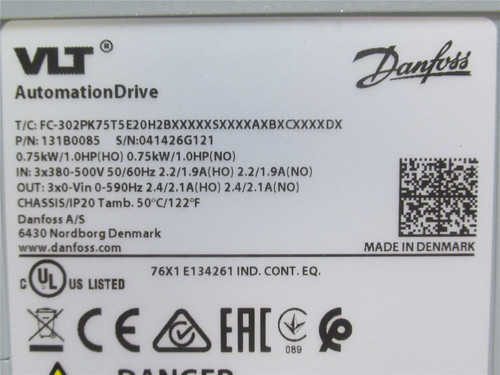 VLT®
Danfoss
AutomationDrive
T/C: FC-302PK75T5E20H2BXXXXXSXXXXAXBXCXXXXDX
P/N: 131B0085 S/N:041426G121
0.75kW/1.0HP(HO) 0.75kW/1.0HP(NO)
IN: 3x380-500V 50/60Hz 2.2/1.9A(HO) 2.2/1.9A(NO)
OUT: 3x0-Vin 0-590Hz 2.4/2.1A(HO) 2.4/2.1A(NO)
CHASSIS/IP20 Tamb. 50°C/122°F
Danfoss A/S
6430 Nordborg Denmark
www.danfoss.com
MADE IN DENMARK
C UL US LISTED
76X1 E134261 IND. CONT. EQ.
CE EAC
089
DANGER